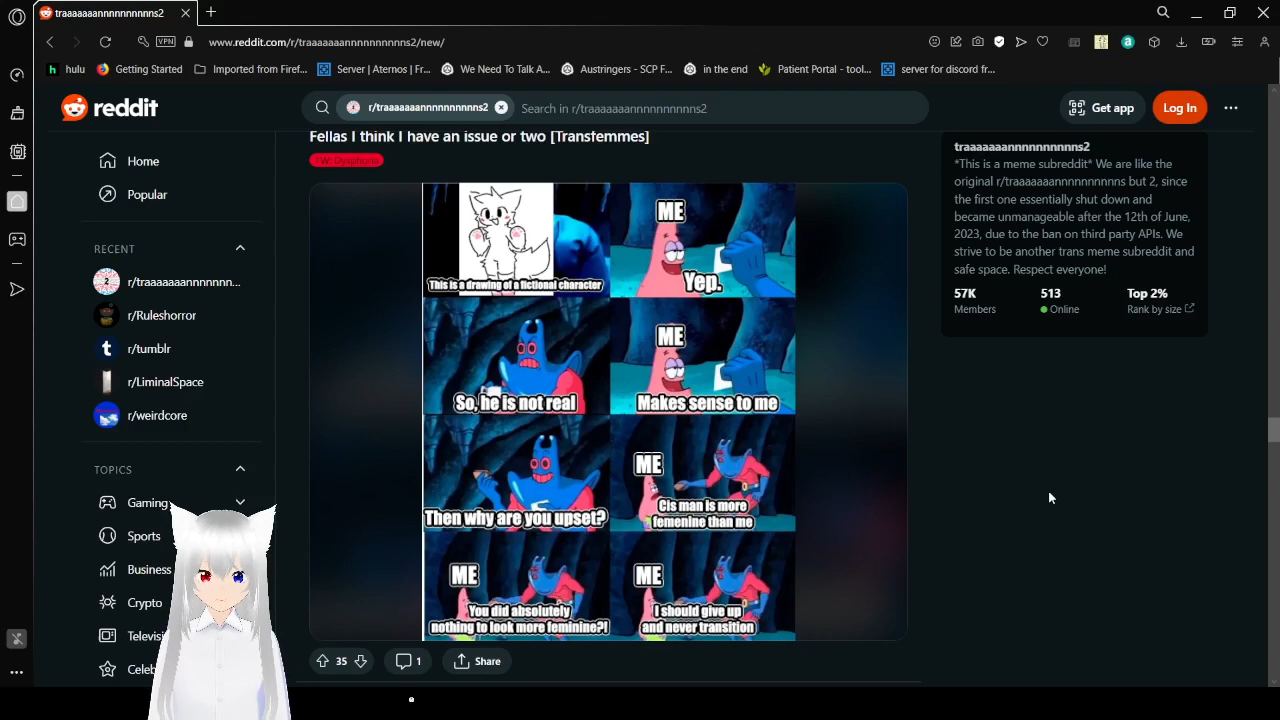 traaaaaaannnnnnnnnns2
VPN
www.reddit.com/r/traaaaaaannnnnnnnnns2/new/
hulu
Getting Started
Imported from Firef...
Server | Aternos | Fr...
We Need To Talk A...
Austringers - SCP F...
in the end
Patient Portal - tool...
server for discord fr...
reddit
r/traaaaaaannnnnnnnnns2
Search in r/traaaaaaannnnnnnnnns2
Get app
Log In
Home
Popular
RECENT
r/traaaaaaannnnnnn...
r/Ruleshorror
r/tumblr
r/LiminalSpace
r/weirdcore
TOPICS
Gaming
Sports
Business
Crypto
Televisi
Celeb
Fellas I think I have an issue or two [Transfemmes]
TW: Dysphoria
This is a drawing of a fictional character
ME
Yep.
So, he is not real
ME
Makes sense to me
Then why are you upset?
ME
Cis man is more
femenine than me
ME
You did absolutely
nothing to look more feminine?!
ME
I should give up
and never transition
35
1
Share
traaaaaaannnnnnnnnns2
*This is a meme subreddit* We are like the
original r/traaaaaaannnnnnnnnns but 2, since
the first one essentially shut down and
became unmanageable after the 12th of June,
2023, due to the ban on third party APIs. We
strive to be another trans meme subreddit and
safe space. Respect everyone!
57K
Members
513
Online
Top 2%
Rank by size